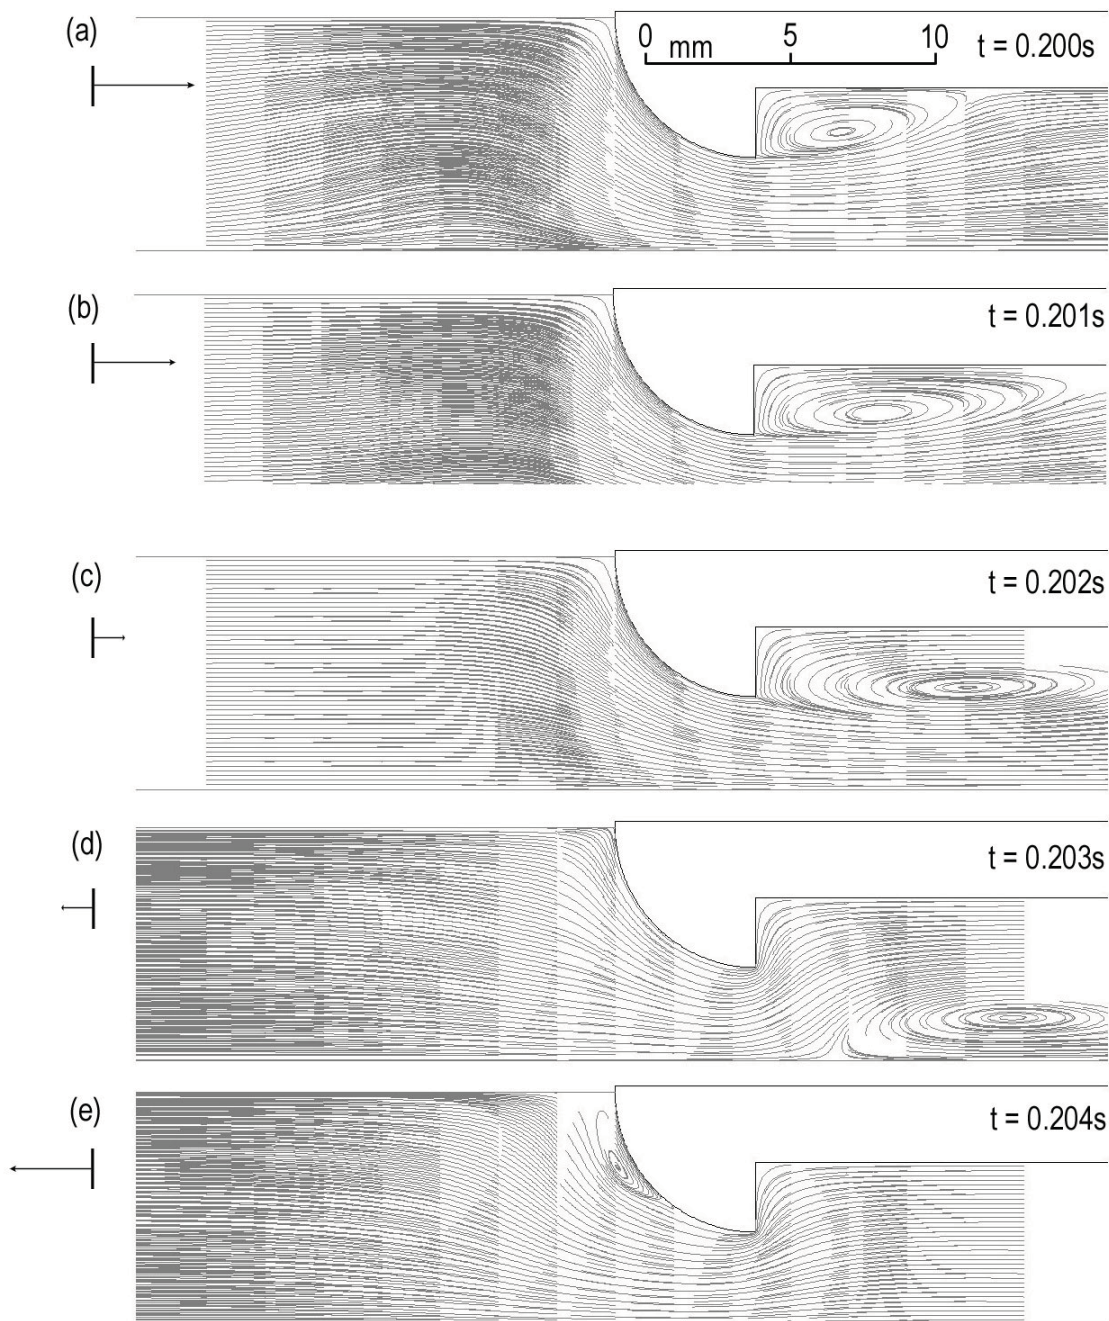 (a)
0 mm 5 10
t = 0.200s
(b)
t = 0.201s
(c)
t = 0.202s
(d)
t = 0.203s
(e)
t = 0.204s